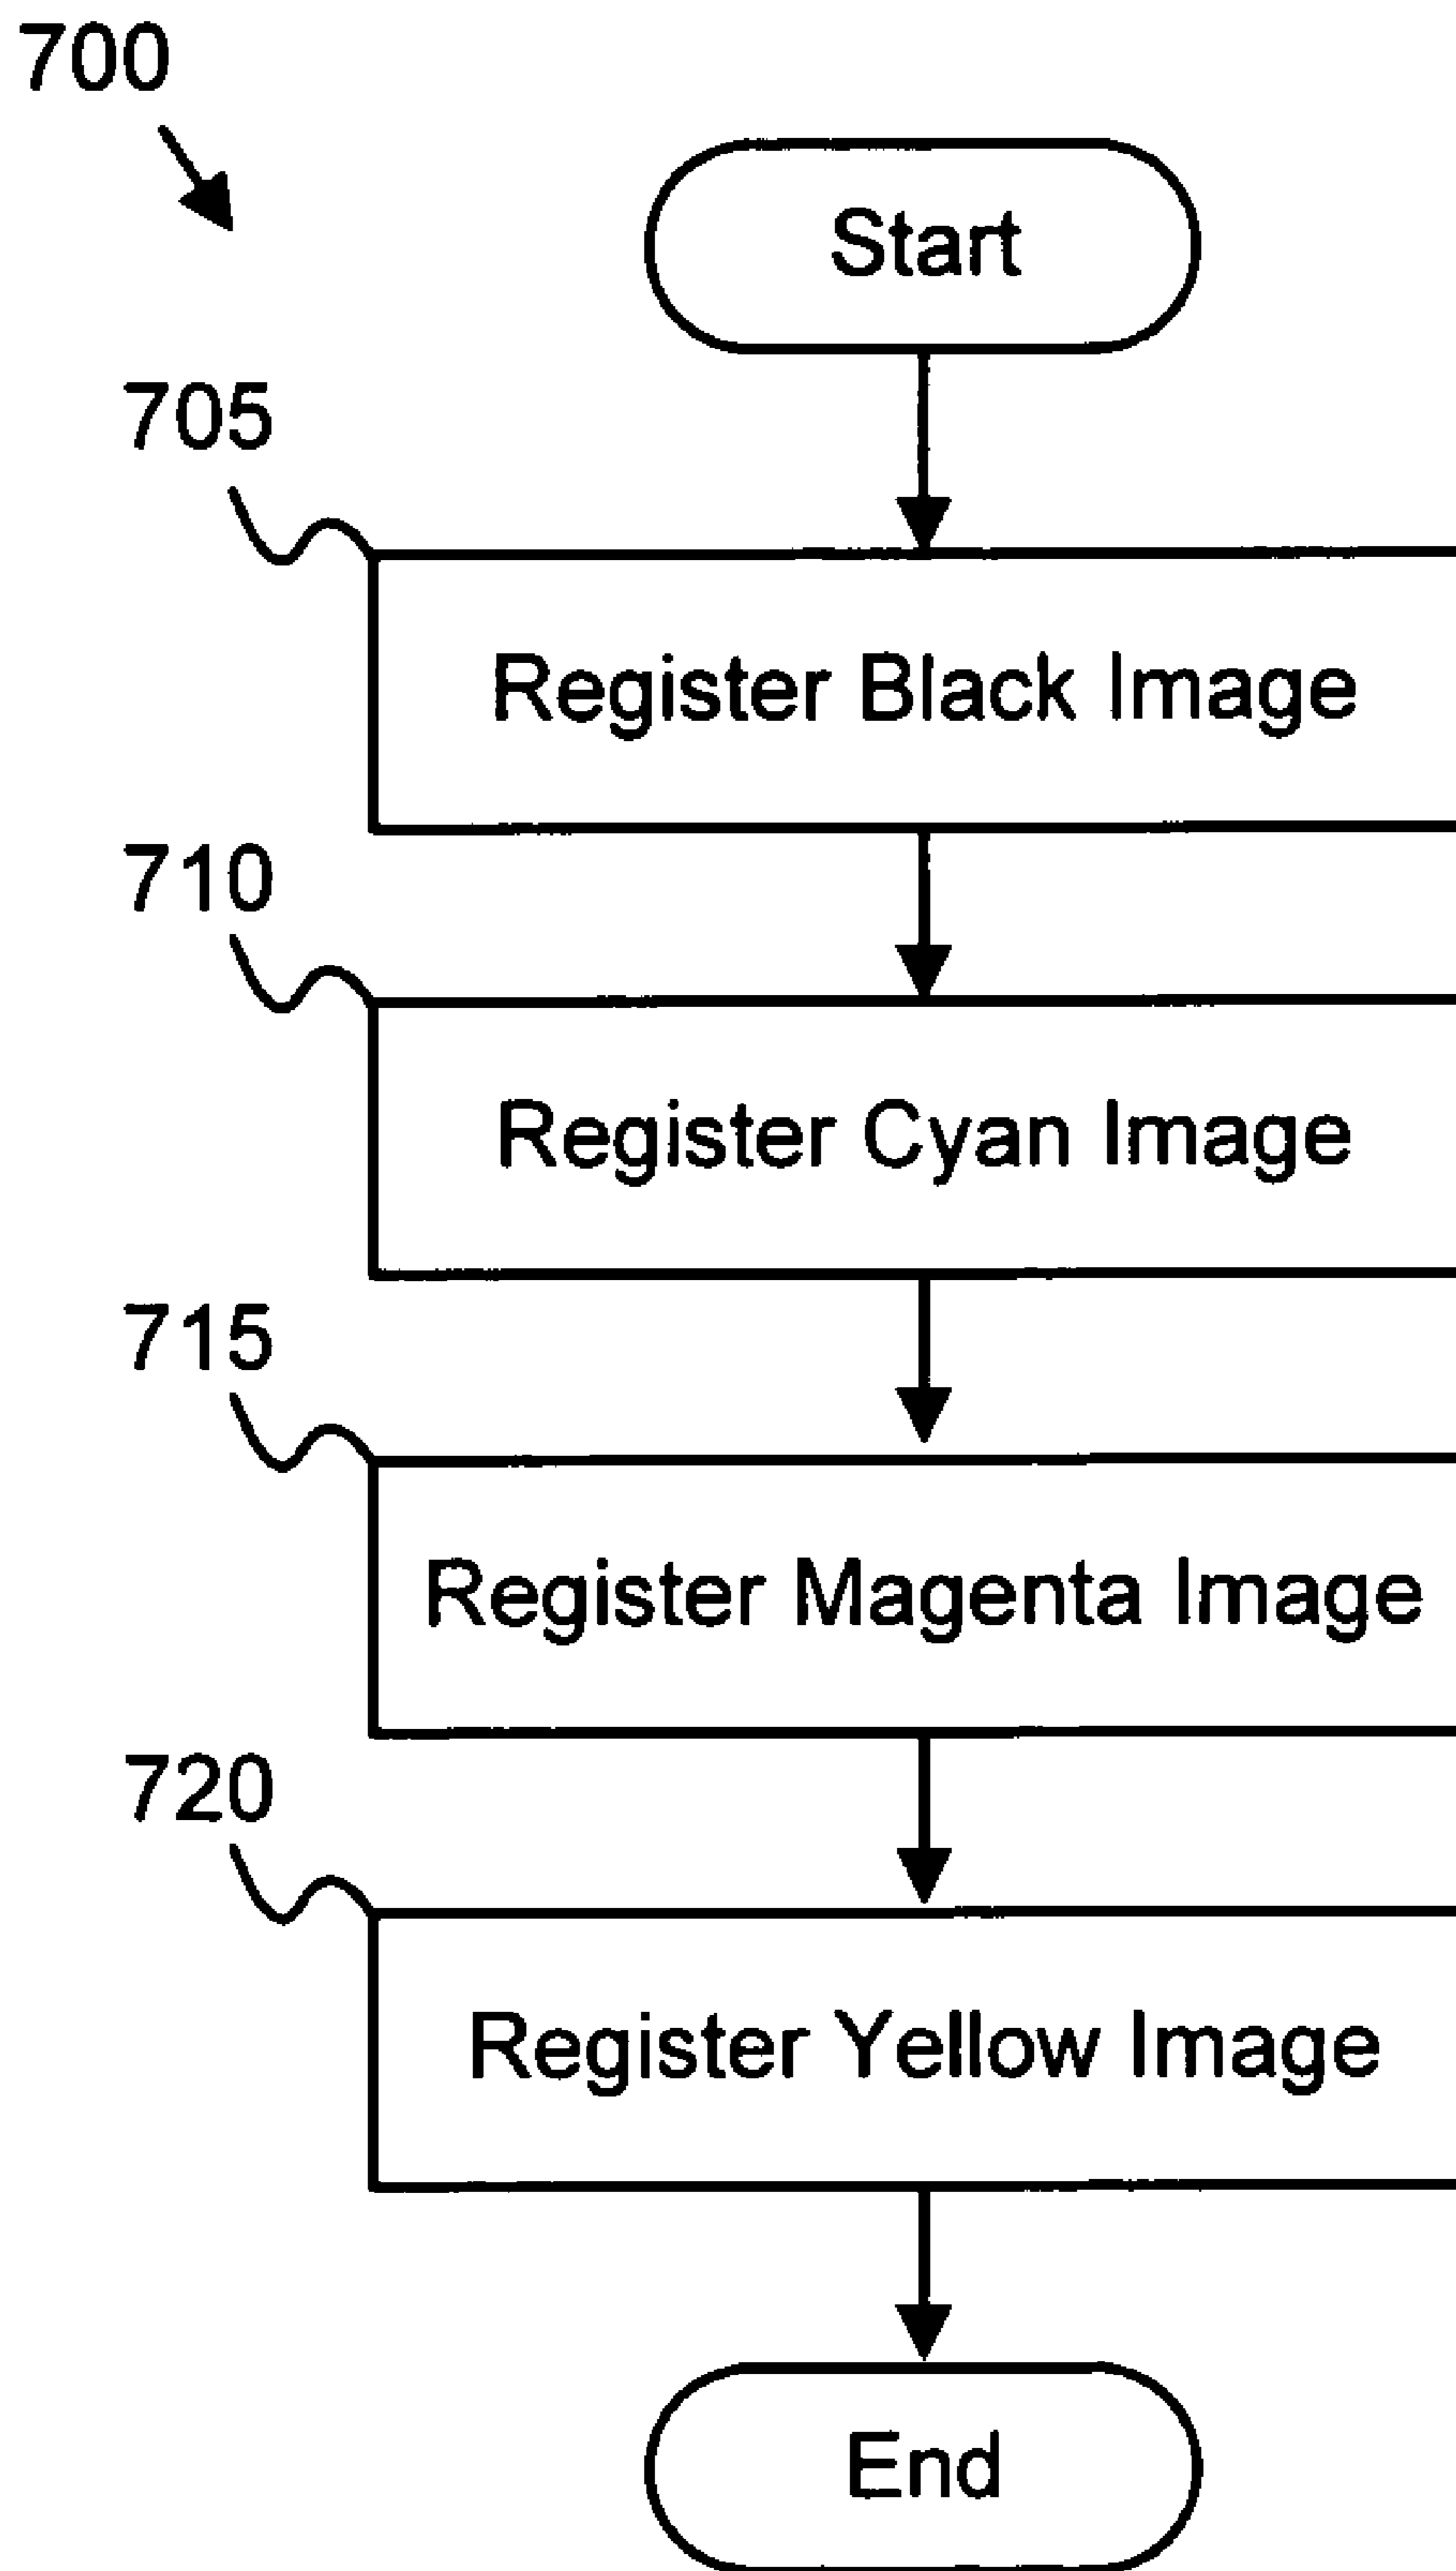 700
Start
705
Register Black Image
710
Register Cyan Image
715
Register Magenta Image
720
Register Yellow Image
End